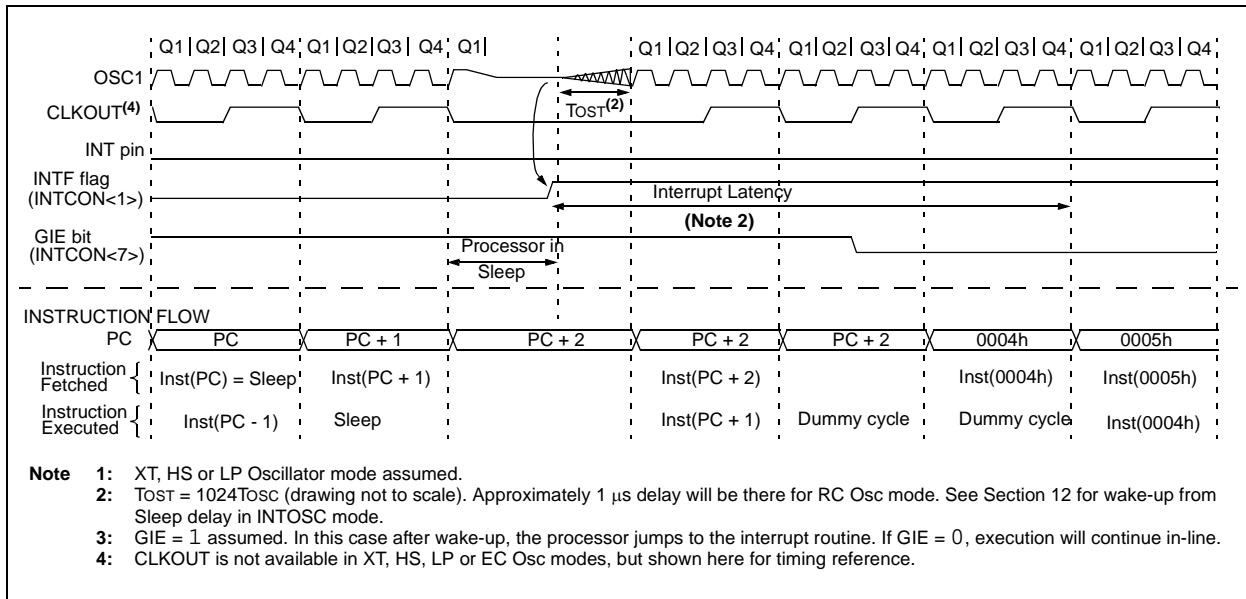 Q1 Q2 Q3 Q4 Q1 Q2 Q3 Q4 Q1 Q1 Q2 Q3 Q4 Q1 Q2 Q3 Q4 Q1 Q2 Q3 Q4 Q1 Q2 Q3 Q4
OSC1
CLKOUT(4)
TOST(2)
INT pin
INTF flag
(INTCON<1>)
Interrupt Latency
(Note 2)
GIE bit
(INTCON<7>)
Processor in
Sleep
INSTRUCTION FLOW
PC PC PC + 1 PC + 2 PC + 2 PC + 2 0004h 0005h
Instruction
Fetched { Inst(PC) = Sleep Inst(PC + 1) Inst(PC + 2) Inst(0004h) Inst(0005h)
Instruction
Executed { Inst(PC - 1) Sleep Inst(PC + 1) Dummy cycle Dummy cycle Inst(0004h)
Note 1: XT, HS or LP Oscillator mode assumed.
2: TOST = 1024TOSC (drawing not to scale). Approximately 1 μs delay will be there for RC Osc mode. See Section 12 for wake-up from
Sleep delay in INTOSC mode.
3: GIE = 1 assumed. In this case after wake-up, the processor jumps to the interrupt routine. If GIE = 0, execution will continue in-line.
4: CLKOUT is not available in XT, HS, LP or EC Osc modes, but shown here for timing reference.